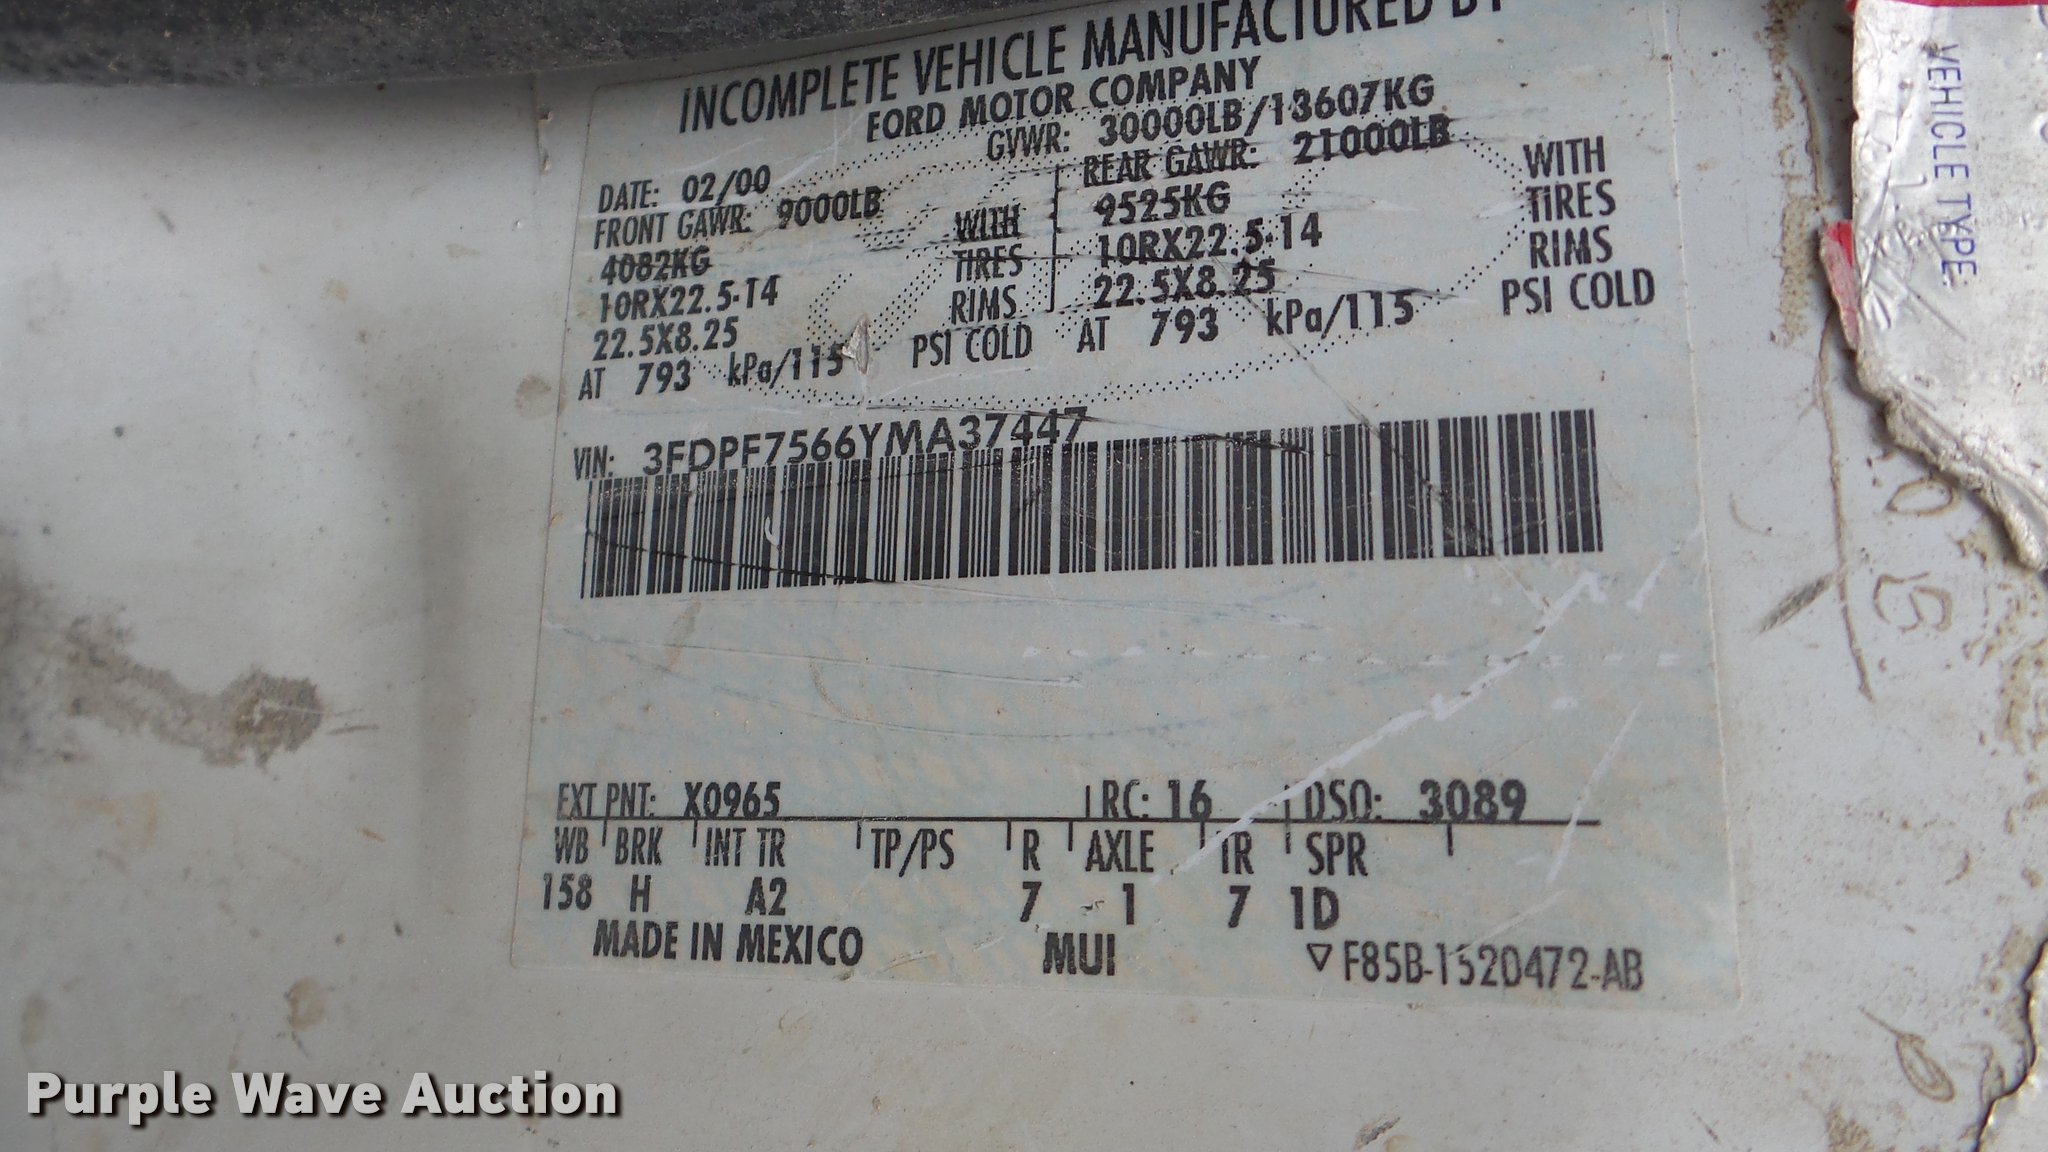 INCOMPLETE VEHICLE MANUFACTURED BY
FORD MOTOR COMPANY
GVWR: 30000LB/13607KG
DATE: 02/00
FRONT GAWR: 9000LB
4082KG WITH
10RX22.5-14 TIRES
22.5X8.25 RIMS
AT 793 kPa/115 PSI COLD
REAR GAWR: 21000LB
9525KG WITH
10RX22.5-14 TIRES
22.5X8.25 RIMS
AT 793 kPa/115 PSI COLD
VIN: 3FDPF7566YMA37447
EXT PNT: X0965 RC: 16 DSO: 3089
WB BRK INT TR TP/PS R AXLE TR SPR
158 H A2 7 1 7 1D
MADE IN MEXICO MUI ▽ F85B-1520472-AB
VEHICLE TYPE:
Purple Wave Auction